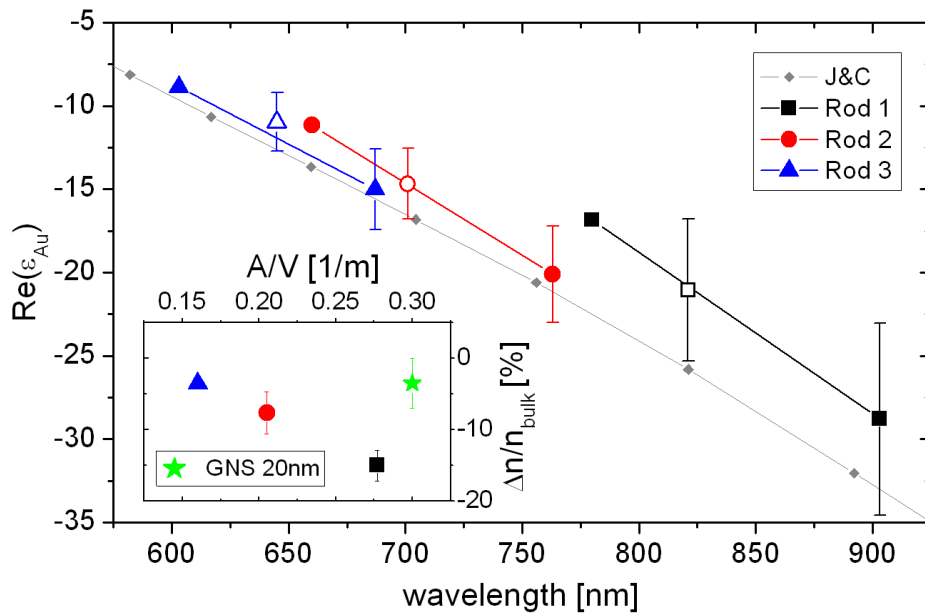 -5
-10
-15
-20
-25
-30
-35
Re(ε_Au)
600 650 700 750 800 850 900
wavelength [nm]
J&C
Rod 1
Rod 2
Rod 3
A/V [1/m]
0.15 0.20 0.25 0.30
0
-10
-20
Δn/n_bulk [%]
GNS 20nm